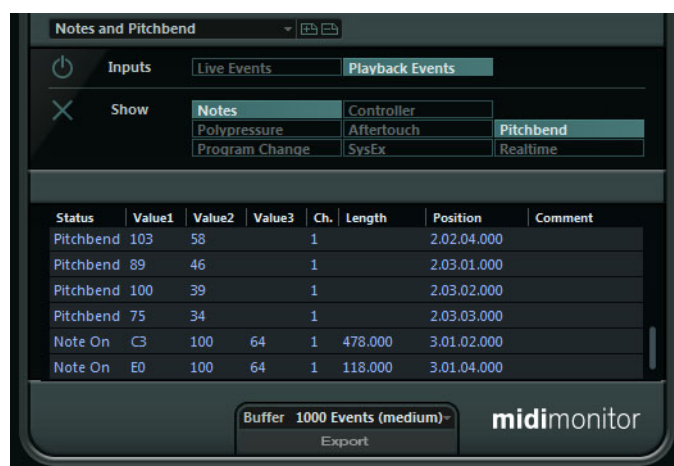 Notes and Pitchbend
Inputs Live Events Playback Events
Show Notes Controller
Polypressure Aftertouch Pitchbend
Program Change SysEx Realtime
Status Value1 Value2 Value3 Ch. Length Position Comment
Pitchbend 103 58 1 2.02.04.000
Pitchbend 89 46 1 2.03.01.000
Pitchbend 100 39 1 2.03.02.000
Pitchbend 75 34 1 2.03.03.000
Note On C3 100 64 1 478.000 3.01.02.000
Note On E0 100 64 1 118.000 3.01.04.000
Buffer 1000 Events (medium)
Export
midimonitor